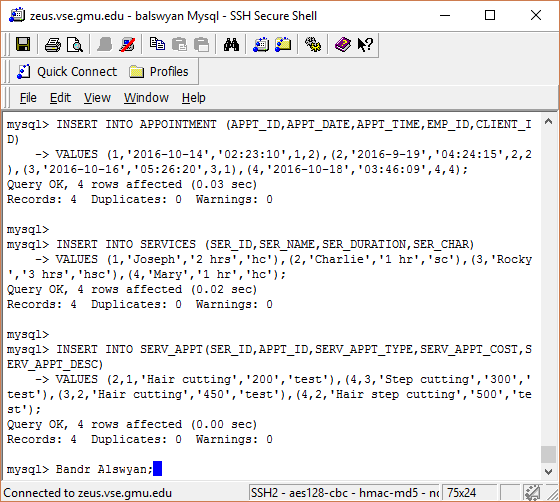 zeus.vse.gmu.edu - balswyan Mysql - SSH Secure Shell
Quick Connect Profiles
File Edit View Window Help
mysql> INSERT INTO APPOINTMENT (APPT_ID,APPT_DATE,APPT_TIME,EMP_ID,CLIENT_I
D)
-> VALUES (1,'2016-10-14','02:23:10',1,2),(2,'2016-9-19','04:24:15',2,2
),(3,'2016-10-16','05:26:20',3,1),(4,'2016-10-18','03:46:09',4,4);
Query OK, 4 rows affected (0.03 sec)
Records: 4  Duplicates: 0  Warnings: 0
mysql>
mysql> INSERT INTO SERVICES (SER_ID,SER_NAME,SER_DURATION,SER_CHAR)
-> VALUES (1,'Joseph','2 hrs','hc'),(2,'Charlie','1 hr','sc'),(3,'Rocky
','3 hrs','hsc'),(4,'Mary','1 hr','hc');
Query OK, 4 rows affected (0.02 sec)
Records: 4  Duplicates: 0  Warnings: 0
mysql>
mysql> INSERT INTO SERV_APPT(SER_ID,APPT_ID,SERV_APPT_TYPE,SERV_APPT_COST,S
ERV_APPT_DESC)
-> VALUES (2,1,'Hair cutting','200','test'),(4,3,'Step cutting','300','
test'),(3,2,'Hair cutting','450','test'),(4,2,'Hair step cutting','500','te
st');
Query OK, 4 rows affected (0.00 sec)
Records: 4  Duplicates: 0  Warnings: 0
mysql> Bandr Alswyan;
Connected to zeus.vse.gmu.edu SSH2 - aes128-cbc - hmac-md5 - 75x24